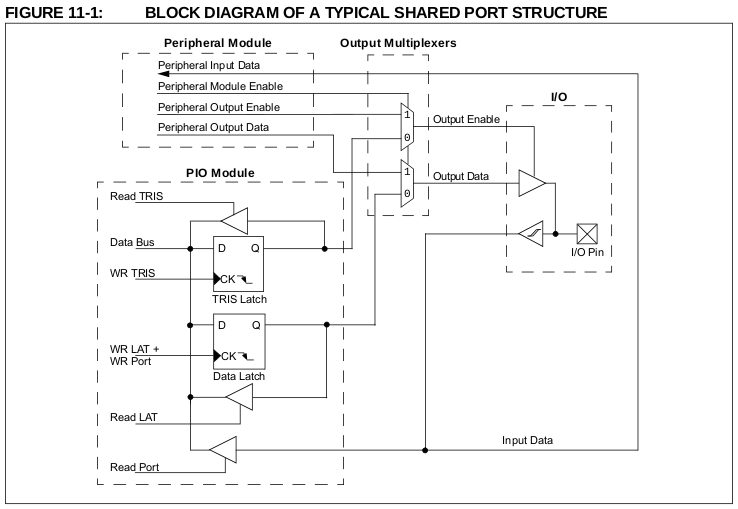 FIGURE 11-1: BLOCK DIAGRAM OF A TYPICAL SHARED PORT STRUCTURE
Peripheral Module
Output Multiplexers
Peripheral Input Data
Peripheral Module Enable
Peripheral Output Enable
Peripheral Output Data
1
0
1
0
Output Enable
Output Data
I/O
I/O Pin
PIO Module
Read TRIS
Data Bus
D Q
WR TRIS
CK
TRIS Latch
D Q
WR LAT +
WR Port
CK
Data Latch
Read LAT
Read Port
Input Data